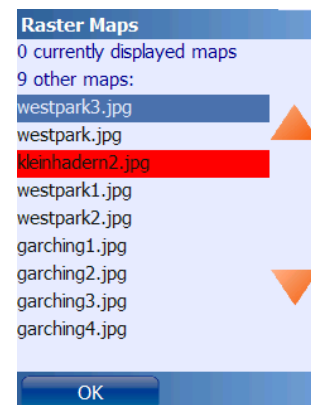 Raster Maps
0 currently displayed maps
9 other maps:
westpark3.jpg
westpark.jpg
kleinhadern2.jpg
westpark1.jpg
westpark2.jpg
garching1.jpg
garching2.jpg
garching3.jpg
garching4.jpg
OK